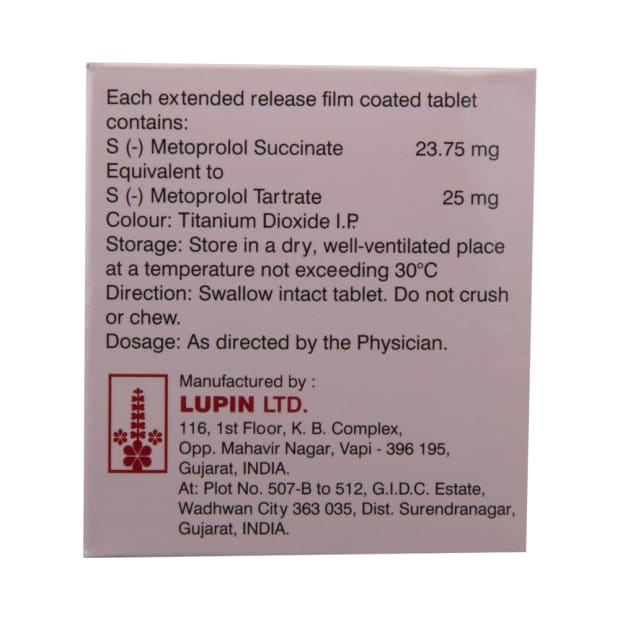 Each extended release film coated tablet
contains:
S (-) Metoprolol Succinate 23.75 mg
Equivalent to
S (-) Metoprolol Tartrate 25 mg
Colour: Titanium Dioxide I.P.
Storage: Store in a dry, well-ventilated place
at a temperature not exceeding 30°C
Direction: Swallow intact tablet. Do not crush
or chew.
Dosage: As directed by the Physician.
Manufactured by :
LUPIN LTD.
116, 1st Floor, K. B. Complex,
Opp. Mahavir Nagar, Vapi - 396 195,
Gujarat, INDIA.
At: Plot No. 507-B to 512, G.I.D.C. Estate,
Wadhwan City 363 035, Dist. Surendranagar,
Gujarat, INDIA.